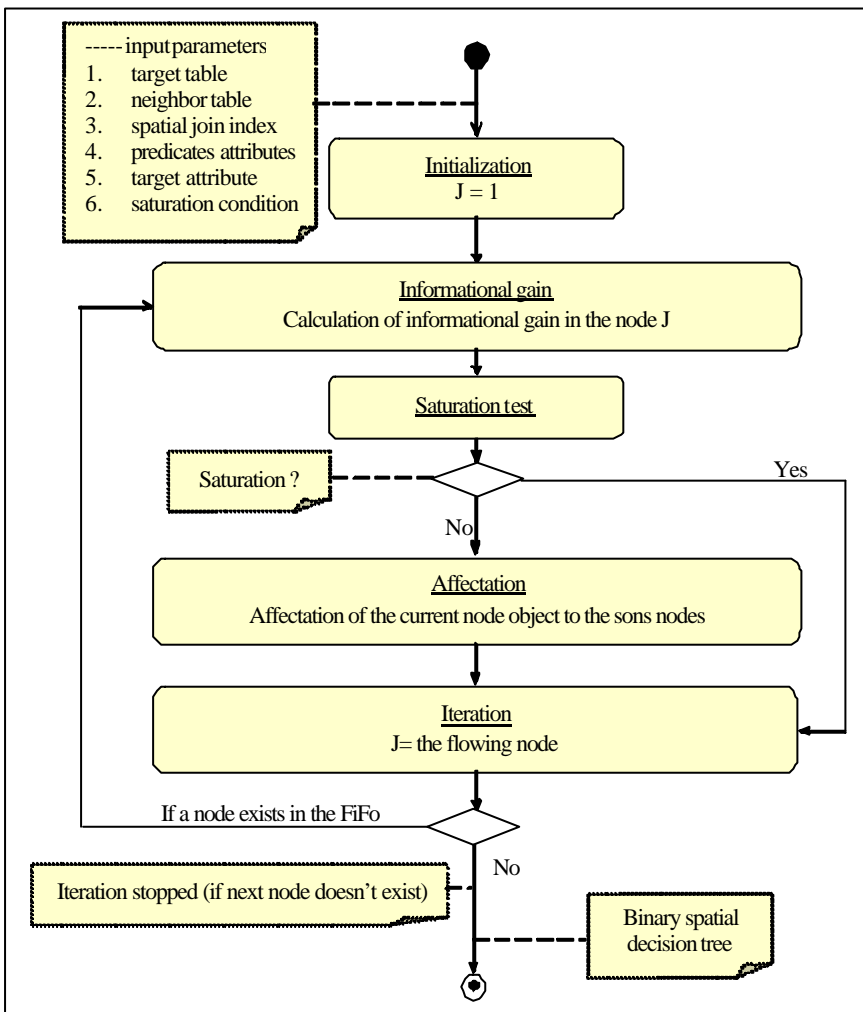 ----- input parameters
1. target table
2. neighbor table
3. spatial join index
4. predicates attributes
5. target attribute
6. saturation condition
Initialization
J = 1
Informational gain
Calculation of informational gain in the node J
Saturation test
Saturation ?
Yes
No
Affectation
Affectation of the current node object to the sons nodes
Iteration
J= the flowing node
If a node exists in the FiFo
No
Iteration stopped (if next node doesn't exist)
Binary spatial
decision tree